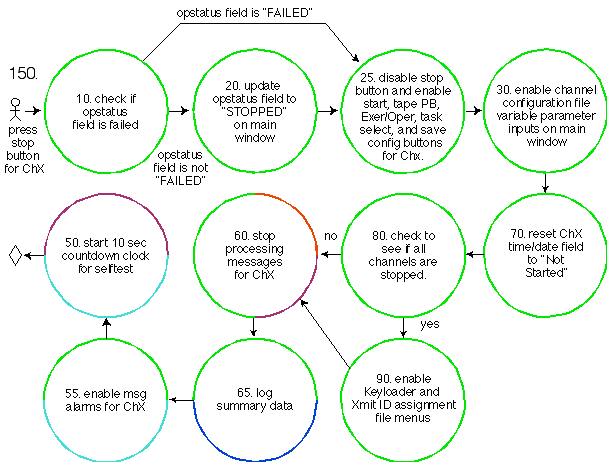 opstatus field is "FAILED"
150.
press
stop
button
for ChX
10. check if
opstatus
field is failed
opstatus
field is not
"FAILED"
20. update
opstatus field to
"STOPPED"
on main
window
25. disable stop
button and enable
start, tape PB,
Exer/Oper, task
select, and save
config buttons
for Chx.
30. enable channel
configuration file
variable parameter
inputs on main
window
50. start 10 sec
countdown clock
for selftest
60. stop
processing
messages
for ChX
no
80. check to
see if all
channels are
stopped.
70. reset ChX
time/date field
to "Not
Started"
yes
55. enable msg
alarms for ChX
65. log
summary data
90. enable
Keyloader and
Xmit ID assignment
file menus